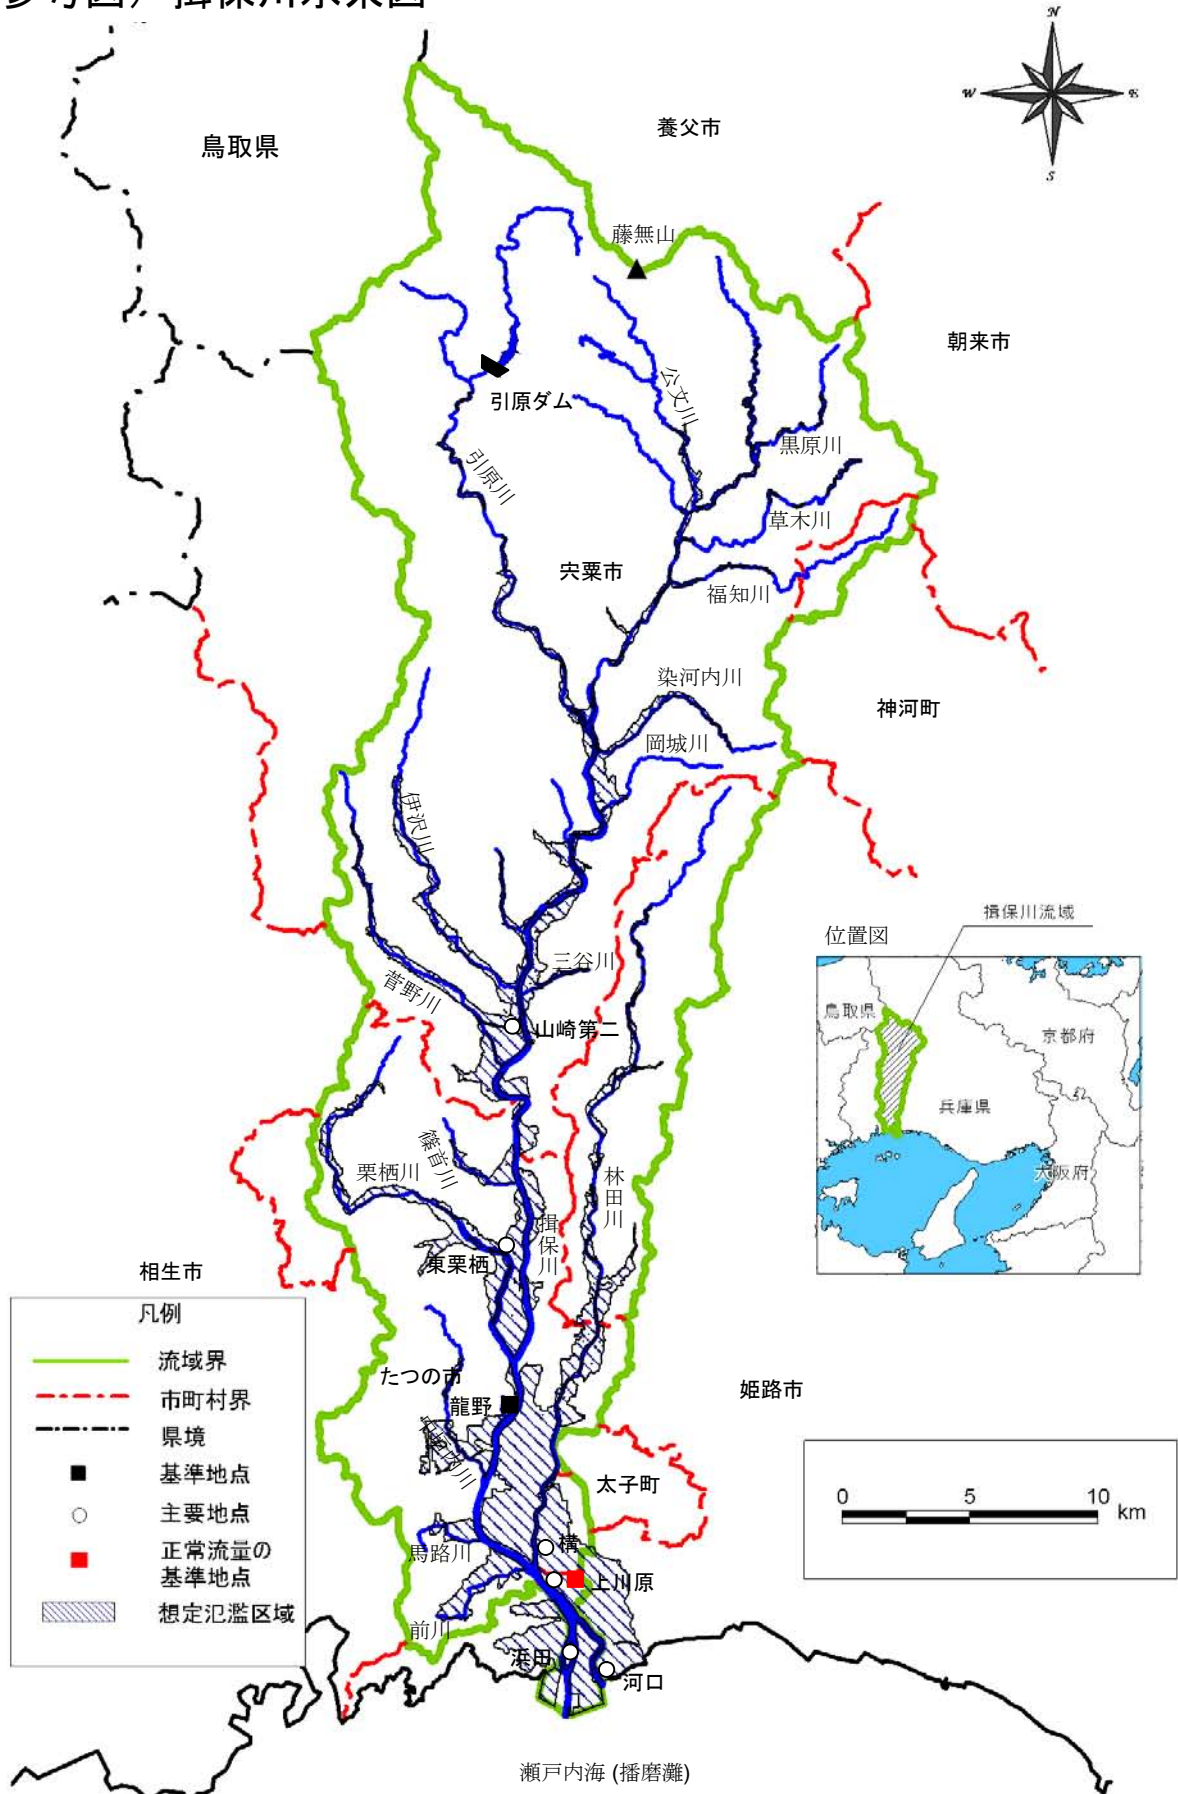 参考図）揖保川水系図
N
W
E
S
鳥取県
養父市
藤無山
朝来市
引原ダム
公文川
黒原川
引原川
草木川
宍粟市
福知川
染河内川
神河町
岡城川
伊沢川
三谷川
菅野川
山崎第二
揖保川流域
位置図
鳥取県
京都府
兵庫県
大阪府
篠首川
栗栖川
林田川
揖保川
東栗栖
相生市
凡例
流域界
市町村界
県境
基準地点
主要地点
正常流量の
基準地点
想定氾濫区域
たつの市
龍野
姫路市
太子町
0 5 10 km
構
馬路川
上川原
前川
浜田
河口
瀬戸内海 (播磨灘)